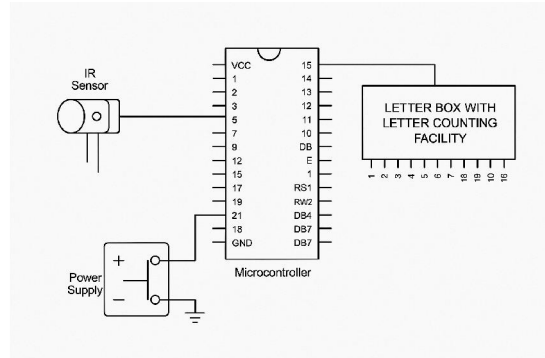 IR
Sensor
VCC
1
2
3
5
7
9
12
15
17
19
21
18
GND
15
14
13
12
11
10
DB
E
1
RS1
RW2
DB4
DB7
DB7
Microcontroller
LETTER BOX WITH
LETTER COUNTING
FACILITY
1 2 3 4 5 6 7 18 19 10 16
Power
Supply
+
−